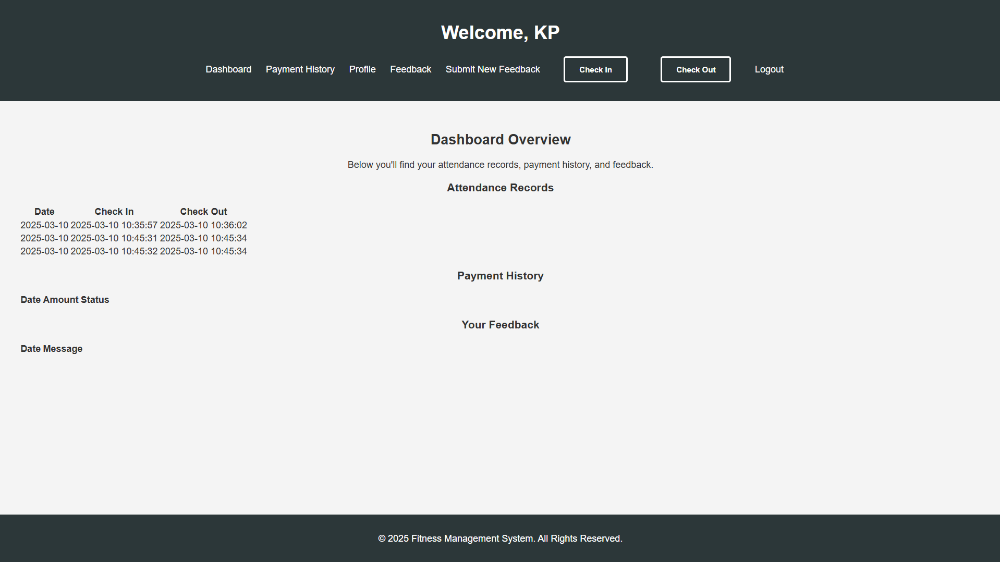 Welcome, KP
Dashboard Payment History Profile Feedback Submit New Feedback Check In Check Out Logout
Dashboard Overview
Below you'll find your attendance records, payment history, and feedback.
Attendance Records
Date Check In Check Out
2025-03-10 2025-03-10 10:35:57 2025-03-10 10:36:02
2025-03-10 2025-03-10 10:45:31 2025-03-10 10:45:34
2025-03-10 2025-03-10 10:45:32 2025-03-10 10:45:34
Payment History
Date Amount Status
Your Feedback
Date Message
© 2025 Fitness Management System. All Rights Reserved.